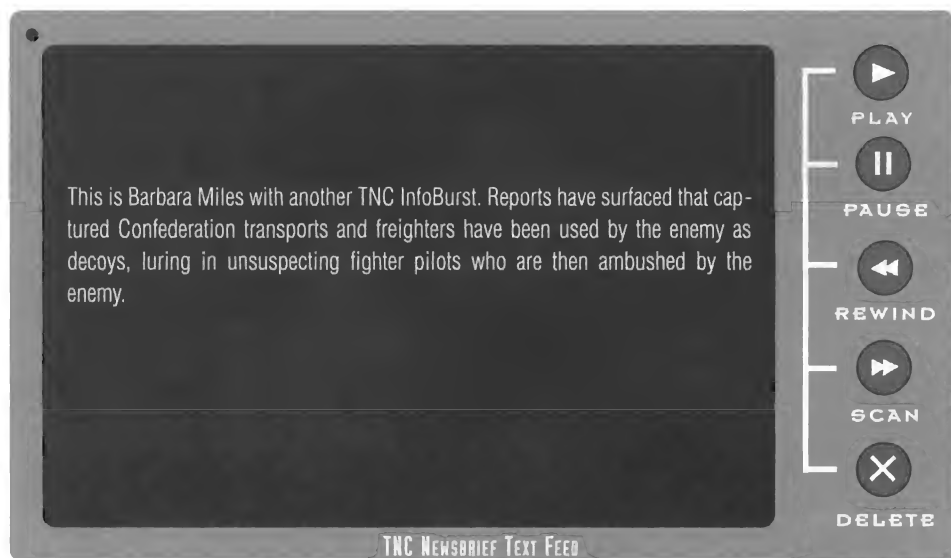 This is Barbara Miles with another TNC InfoBurst. Reports have surfaced that cap-
tured Confederation transports and freighters have been used by the enemy as
decoys, luring in unsuspecting fighter pilots who are then ambushed by the
enemy.
PLAY
PAUSE
REWIND
SCAN
DELETE
TNC NEWSBRIEF TEXT FEED